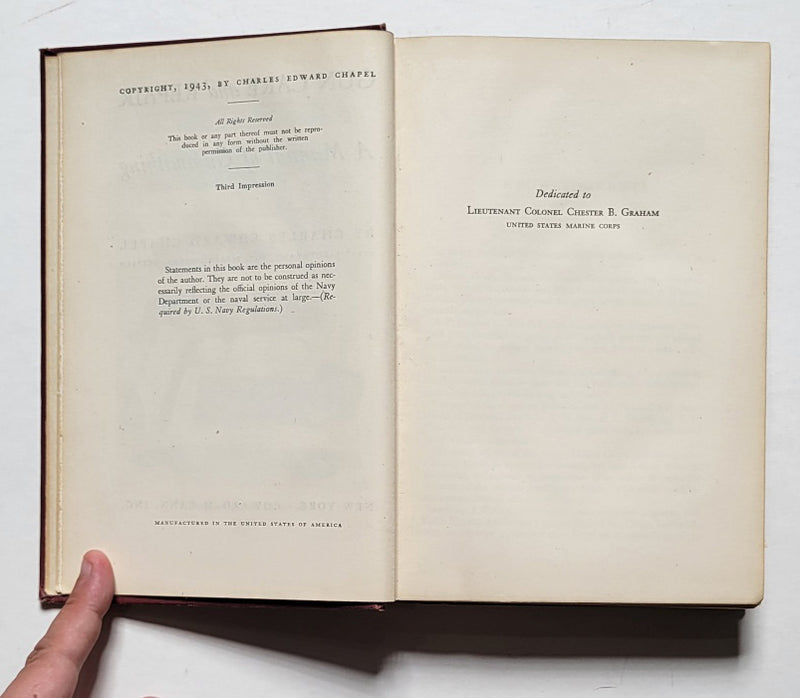 COPYRIGHT, 1943, BY CHARLES EDWARD CHAPEL
All Rights Reserved
This book or any part thereof must not be repro-
duced in any form without the written
permission of the publisher.
Third Impression
Statements in this book are the personal opinions
of the author. They are not to be construed as nec-
essarily reflecting the official opinions of the Navy
Department or the naval service at large.—(Re-
quired by U. S. Navy Regulations.)
MANUFACTURED IN THE UNITED STATES OF AMERICA
Dedicated to
LIEUTENANT COLONEL CHESTER B. GRAHAM
UNITED STATES MARINE CORPS